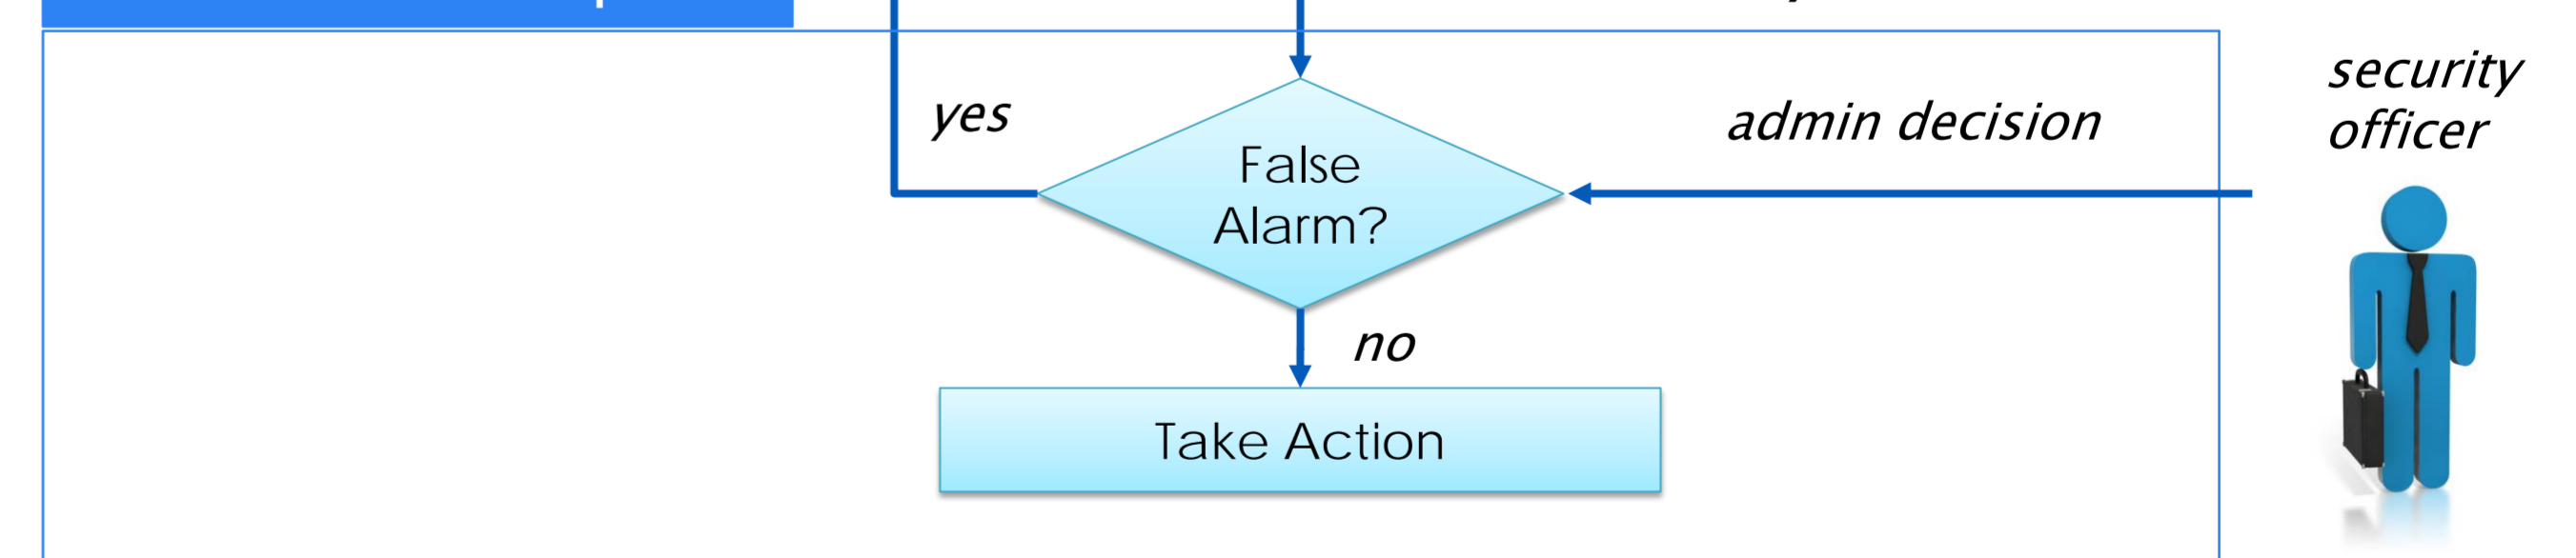 security
officer
yes
admin decision
False
Alarm?
no
Take Action